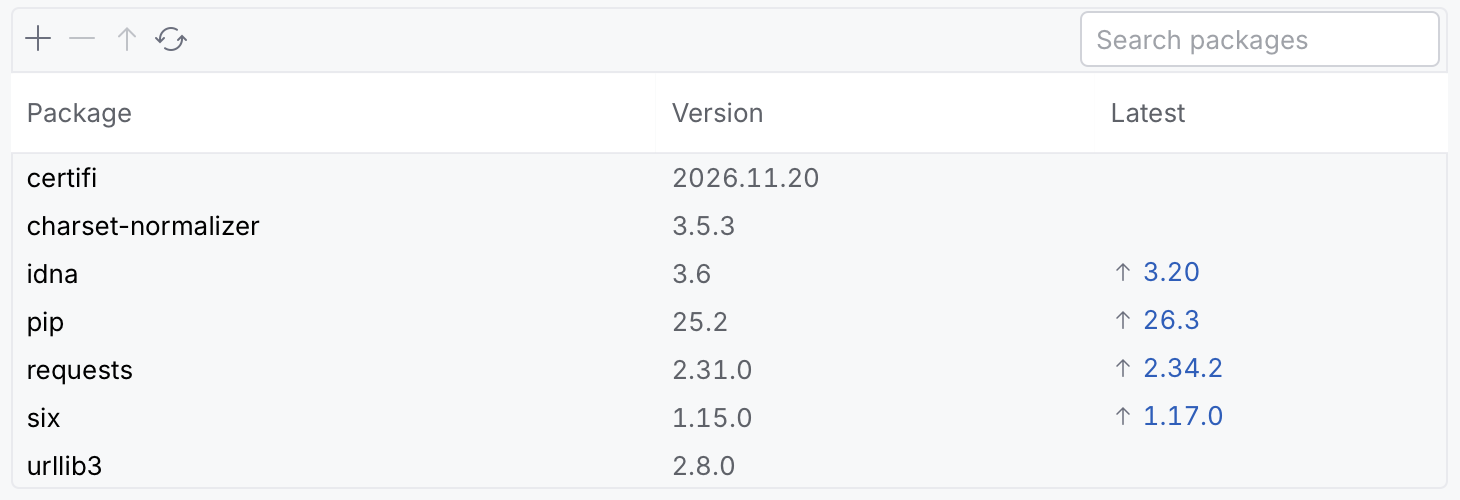 Search packages
Package Version Latest
certifi 2026.11.20
charset-normalizer 3.5.3
idna 3.6 ↑ 3.20
pip 25.2 ↑ 26.3
requests 2.31.0 ↑ 2.34.2
six 1.15.0 ↑ 1.17.0
urllib3 2.8.0